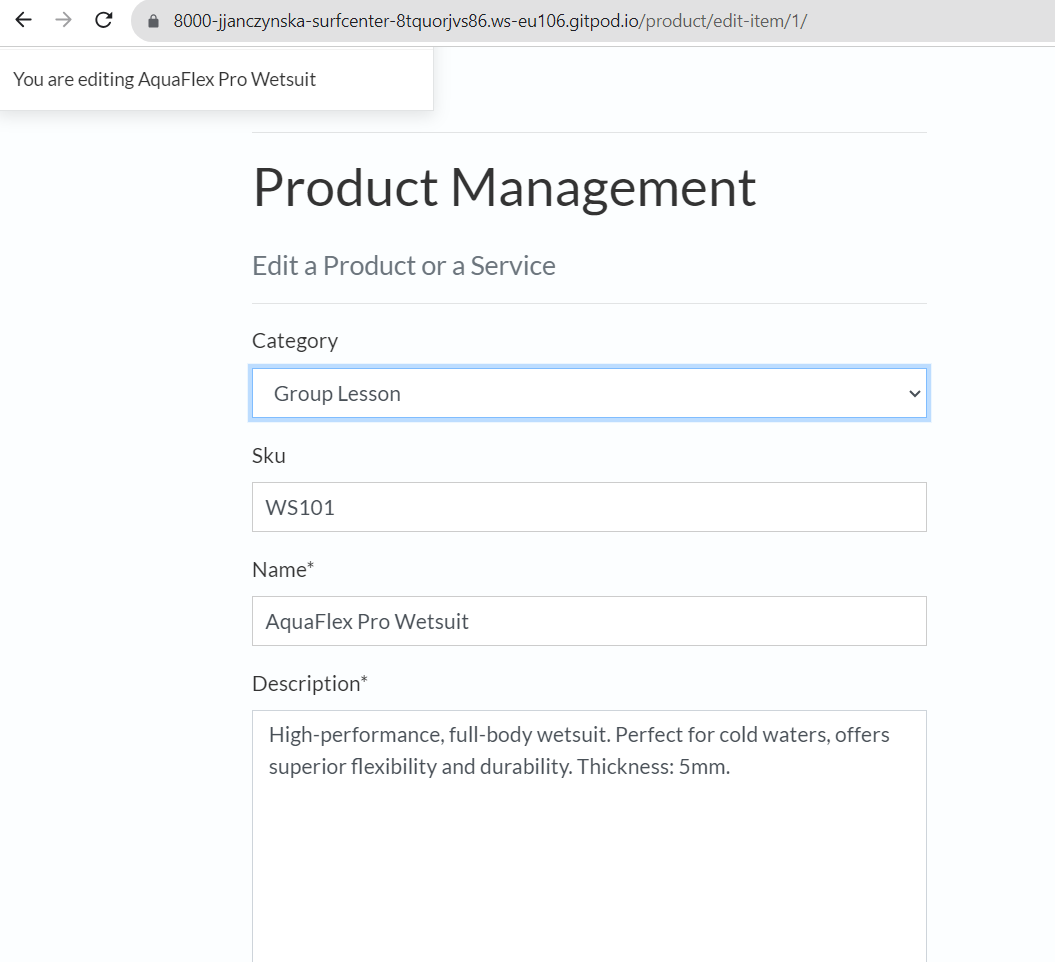 8000-jjanczynska-surfcenter-8tquorjvs86.ws-eu106.gitpod.io/product/edit-item/1/
You are editing AquaFlex Pro Wetsuit
Product Management
Edit a Product or a Service
Category
Group Lesson
Sku
WS101
Name*
AquaFlex Pro Wetsuit
Description*
High-performance, full-body wetsuit. Perfect for cold waters, offers
superior flexibility and durability. Thickness: 5mm.